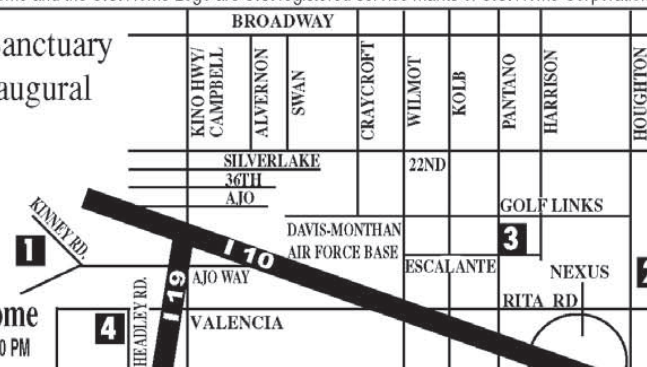 BROADWAY
anctuary
augural
KINO HWY/
CAMPBELL
ALVERNON
SWAN
CRAYCROFT
WILMOT
KOLB
PANTANO
HARRISON
HOUGHTON
SILVERLAKE
22ND
36TH
AJO
GOLF LINKS
KINNEY RD.
DAVIS-MONTHAN
AIR FORCE BASE
I 10
3
1
ESCALANTE
NEXUS
2
AJO WAY
I 19
HEADLEY RD.
RITA RD
ome
4
VALENCIA
0 PM